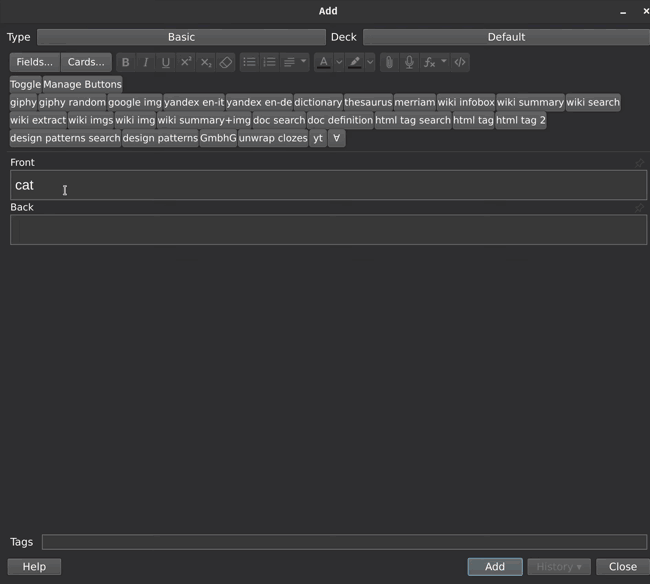 Add
Type Basic Deck Default
Fields... Cards... B I U X² X₂ A fx </>
Toggle Manage Buttons
giphy giphy random google img yandex en-it yandex en-de dictionary thesaurus merriam wiki infobox wiki summary wiki search
wiki extract wiki imgs wiki img wiki summary+img doc search doc definition html tag search html tag html tag 2
design patterns search design patterns GmbhG unwrap clozes yt ∀
Front
cat
Back
Tags
Help Add History Close